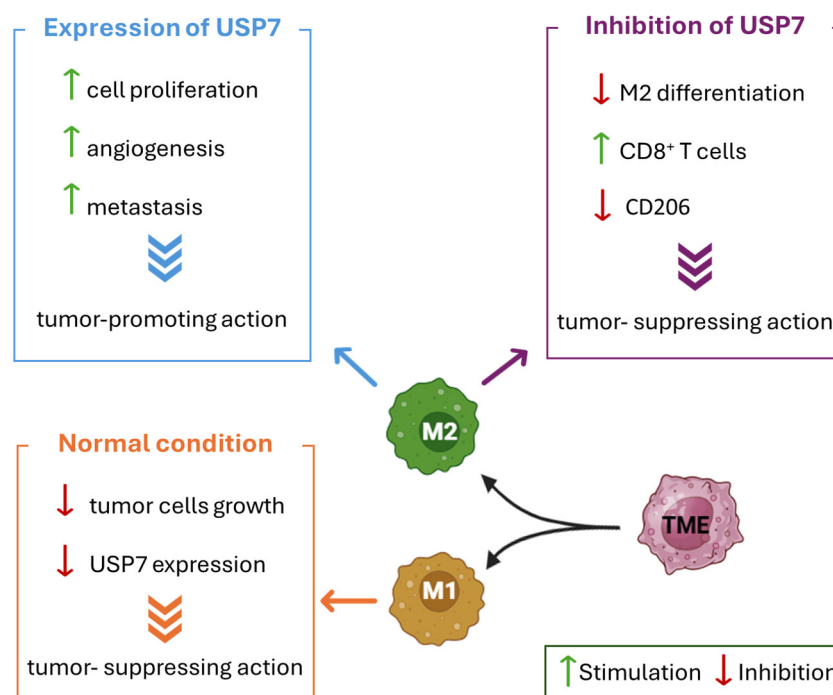 Expression of USP7
↑ cell proliferation
↑ angiogenesis
↑ metastasis
tumor-promoting action
Inhibition of USP7
↓ M2 differentiation
↑ CD8⁺ T cells
↓ CD206
tumor- suppressing action
M2
Normal condition
↓ tumor cells growth
↓ USP7 expression
tumor- suppressing action
M1
TME
↑ Stimulation ↓ Inhibition